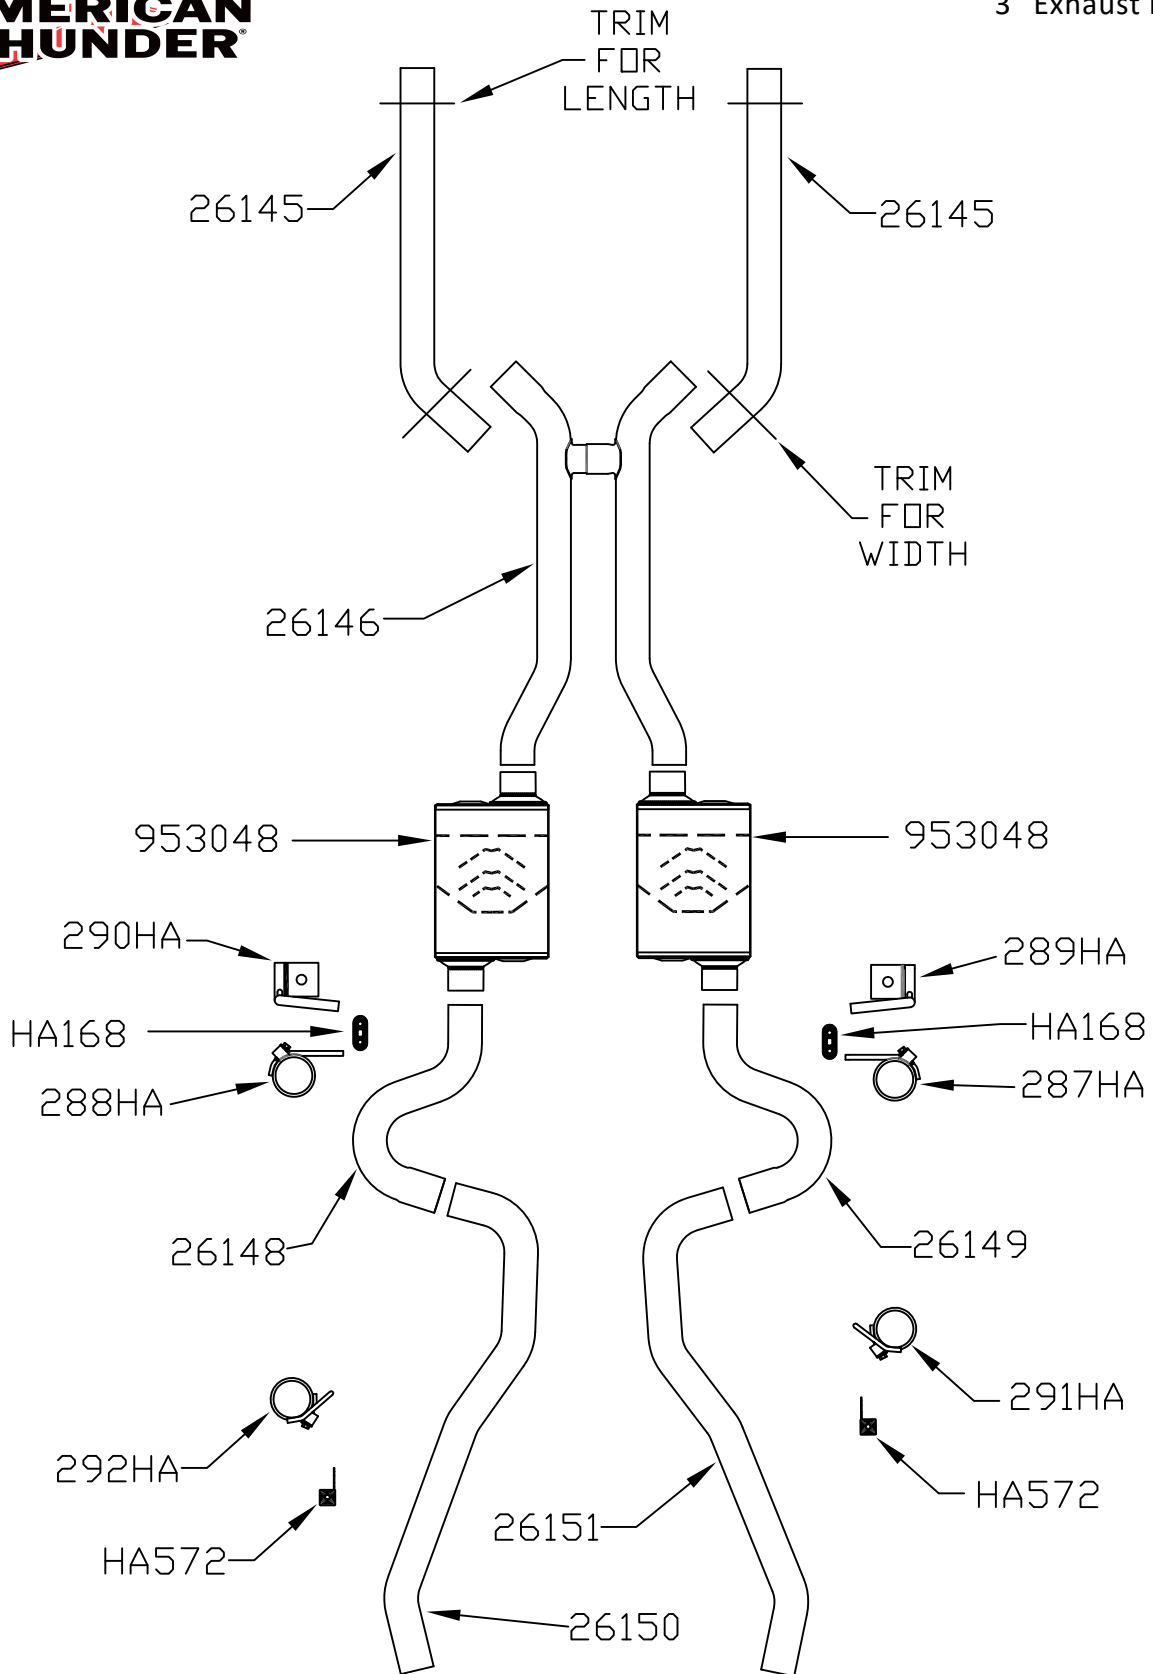 MERICAN
HUNDER®
3" Exhaust
TRIM
FOR
LENGTH
26145
26145
TRIM
FOR
WIDTH
26146
953048
953048
290HA
289HA
HA168
HA168
288HA
287HA
26148
26149
291HA
292HA
HA572
26151
HA572
26150